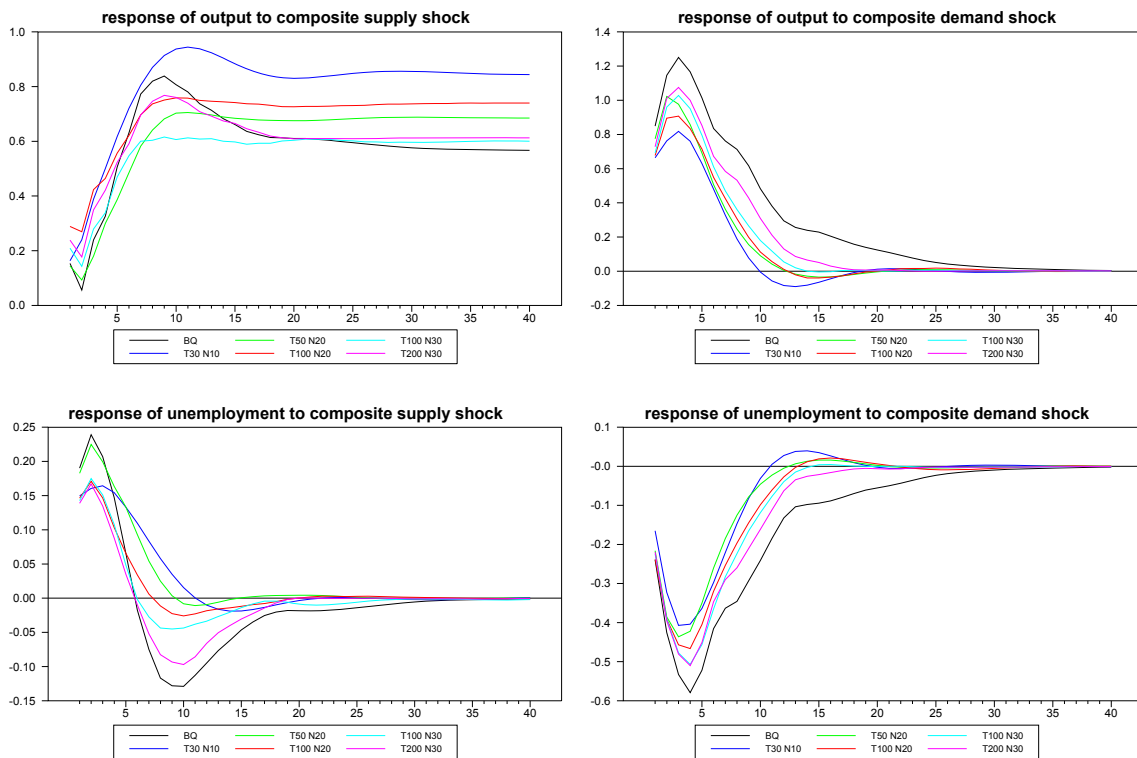 response of output to composite supply shock
1.0
0.8
0.6
0.4
0.2
0.0
5 10 15 20 25 30 35 40
BQ T50 N20 T100 N30
T30 N10 T100 N20 T200 N30
response of output to composite demand shock
1.4
1.2
1.0
0.8
0.6
0.4
0.2
0.0
-0.2
5 10 15 20 25 30 35 40
BQ T50 N20 T100 N30
T30 N10 T100 N20 T200 N30
response of unemployment to composite supply shock
0.25
0.20
0.15
0.10
0.05
0.00
-0.05
-0.10
-0.15
5 10 15 20 25 30 35 40
BQ T50 N20 T100 N30
T30 N10 T100 N20 T200 N30
response of unemployment to composite demand shock
0.1
-0.0
-0.1
-0.2
-0.3
-0.4
-0.5
-0.6
5 10 15 20 25 30 35 40
BQ T50 N20 T100 N30
T30 N10 T100 N20 T200 N30